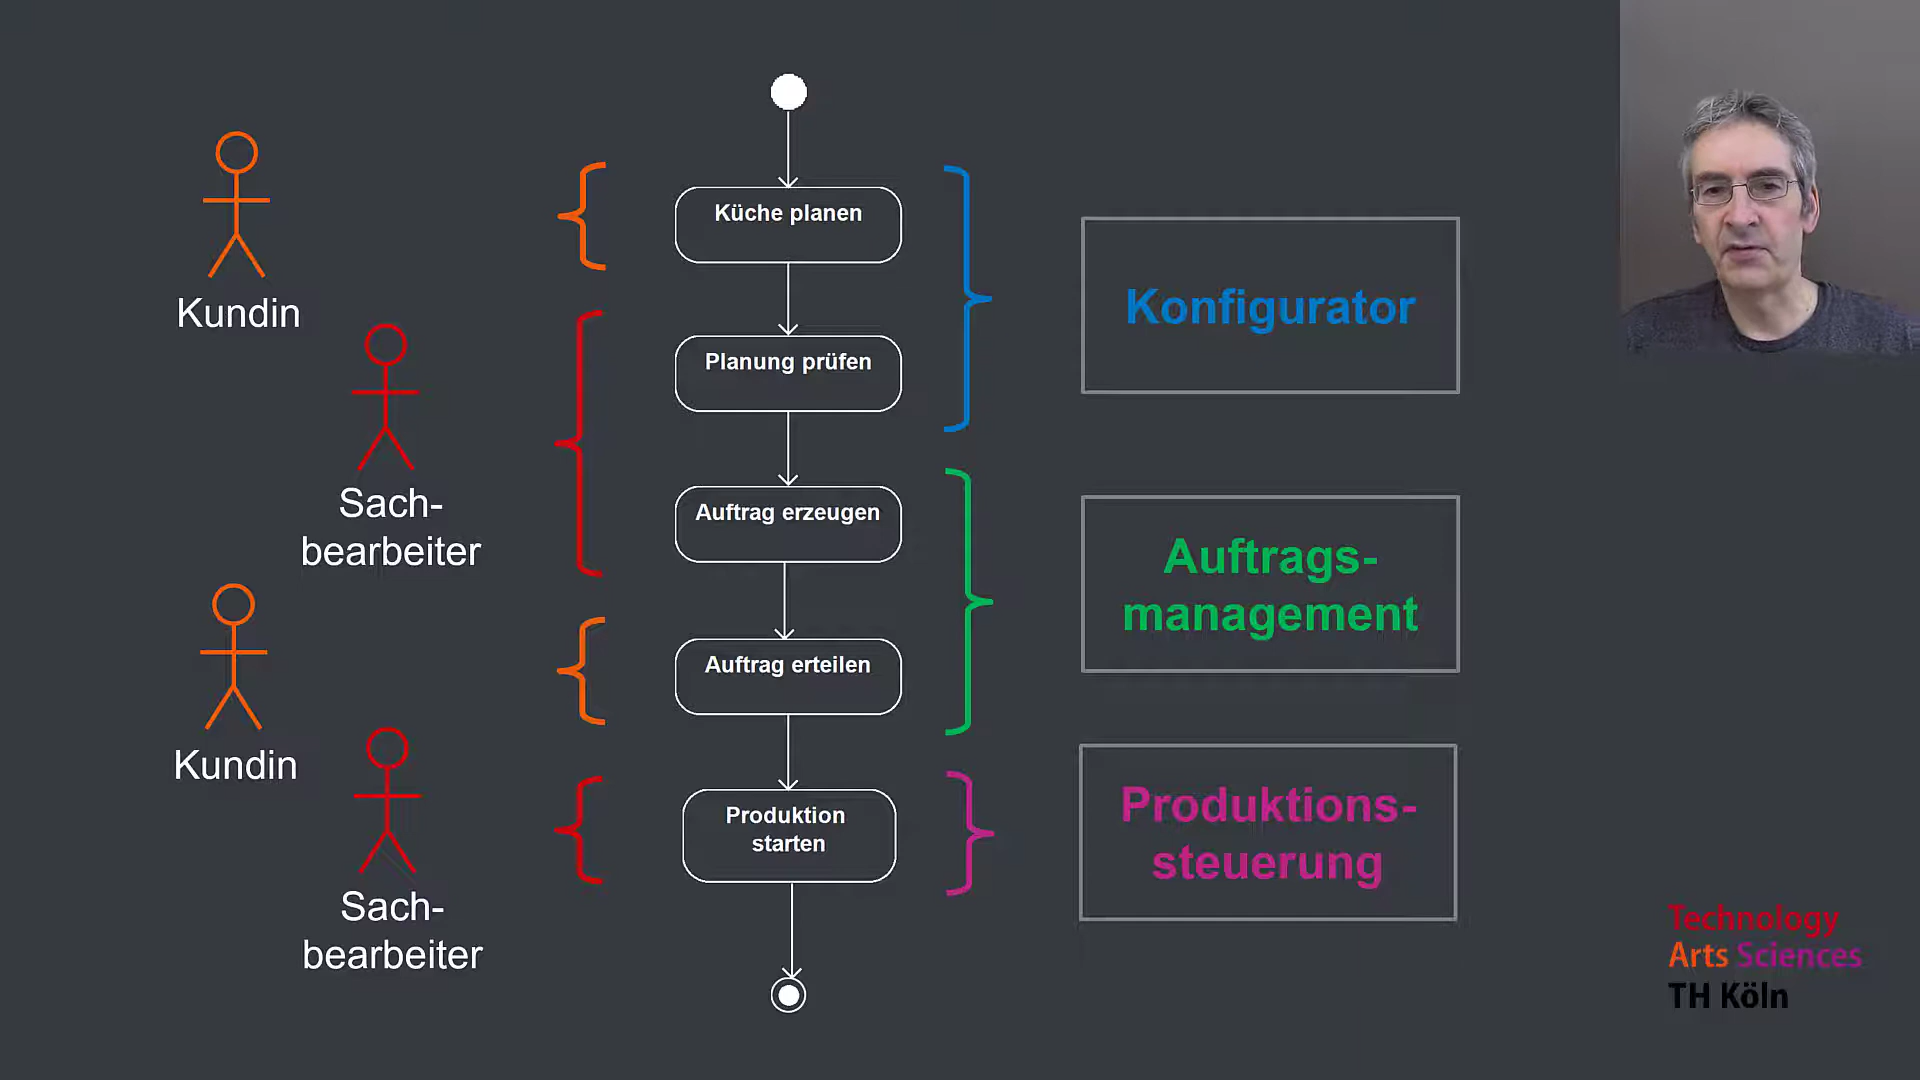 Kundin
Sach-
bearbeiter
Kundin
Sach-
bearbeiter
Küche planen
Planung prüfen
Auftrag erzeugen
Auftrag erteilen
Produktion
starten
Konfigurator
Auftrags-
management
Produktions-
steuerung
Technology
Arts Sciences
TH Köln